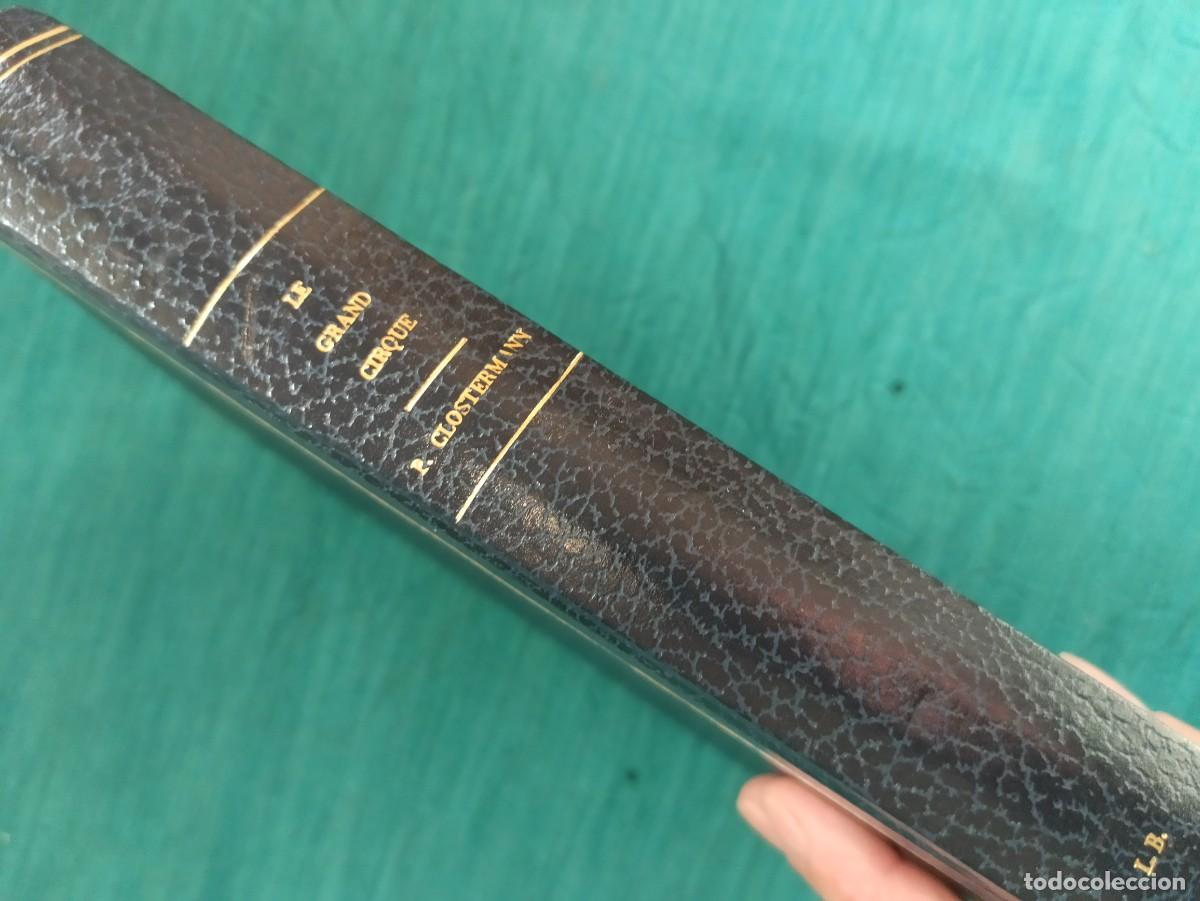 LE
GRAND
CIRQUE
P. CLOSTERMANN
L. B.
todocoleccion